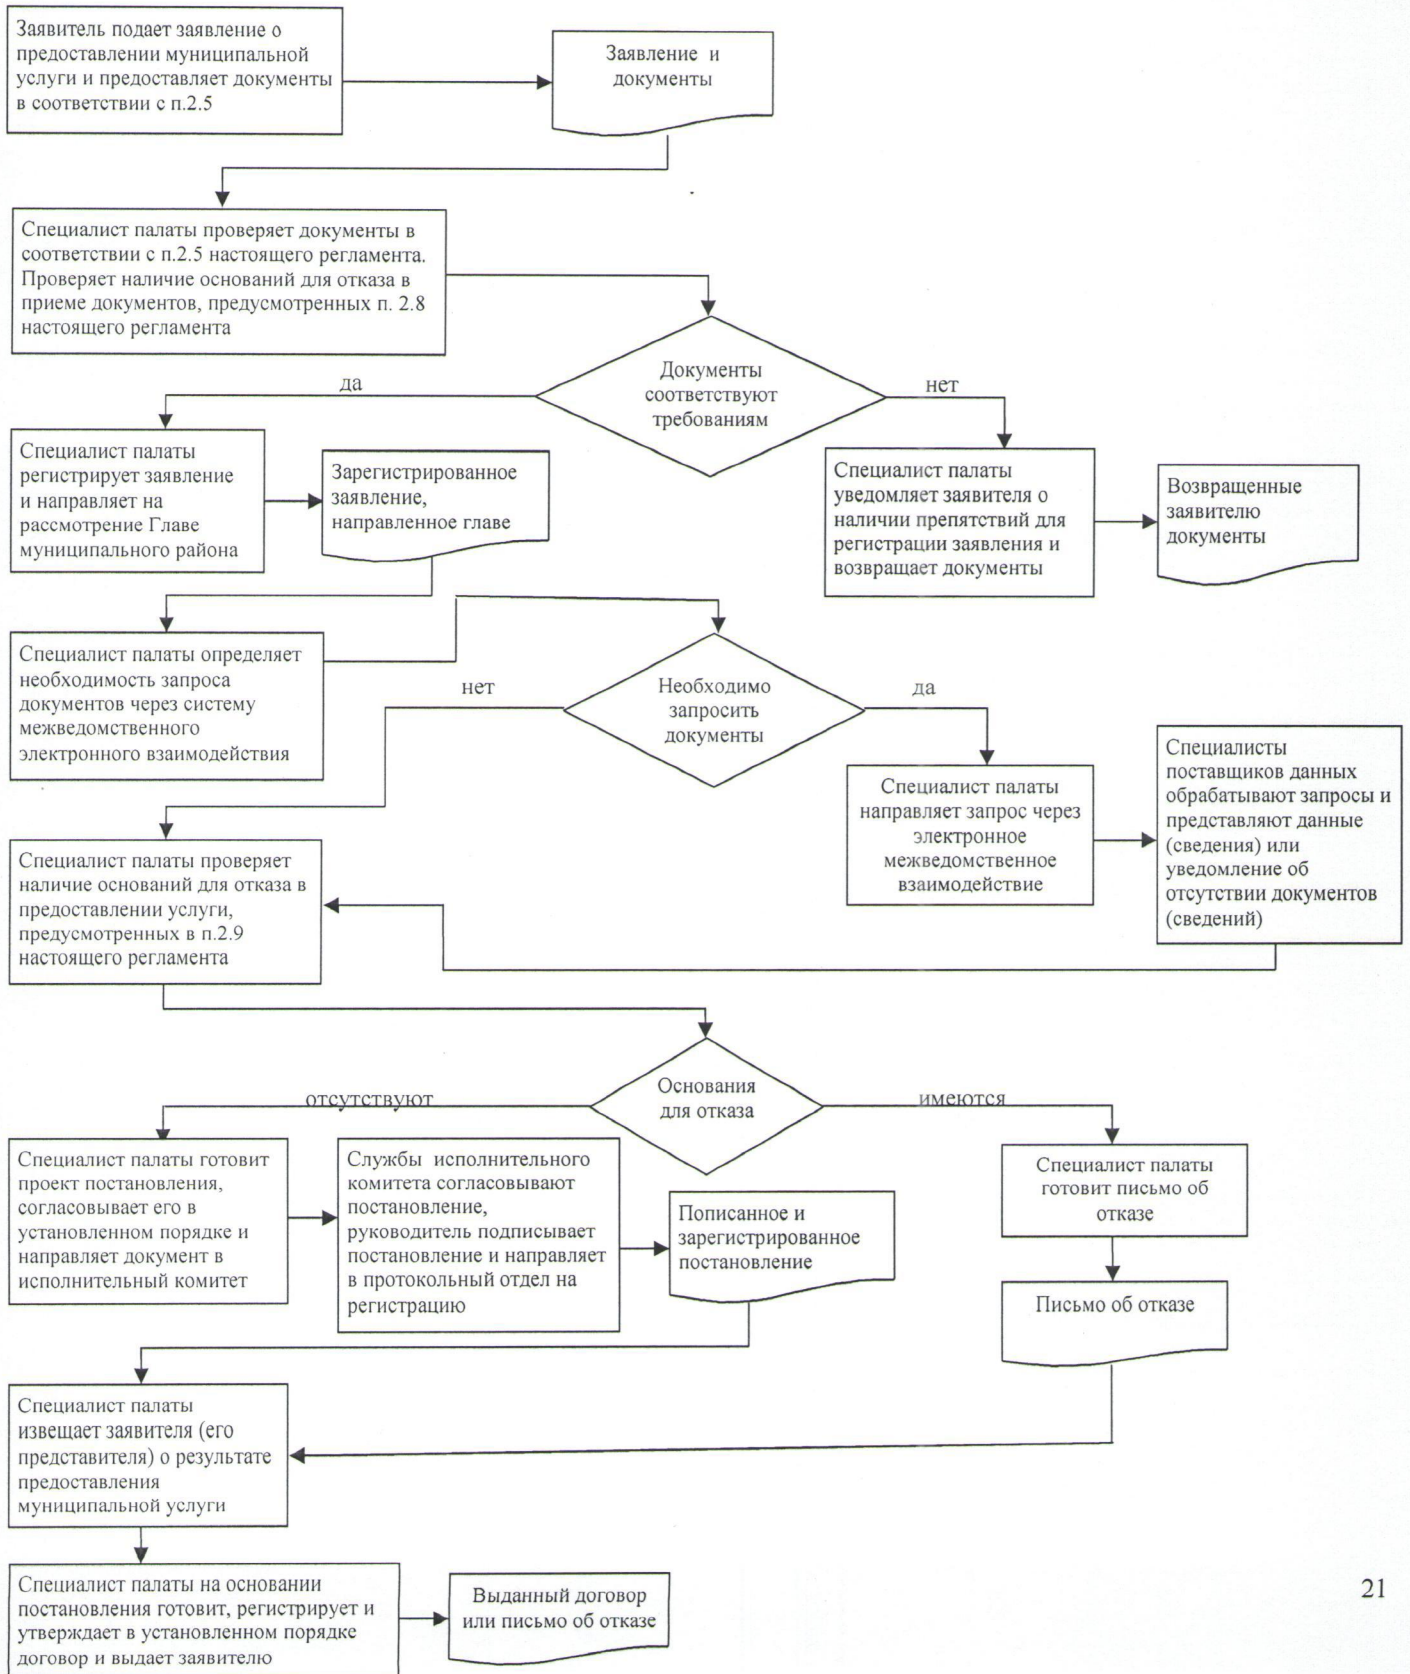 Заявитель подает заявление о
предоставлении муниципальной
услуги и предоставляет документы
в соответствии с п.2.5
Заявление и
документы
Специалист палаты проверяет документы в
соответствии с п.2.5 настоящего регламента.
Проверяет наличие оснований для отказа в
приеме документов, предусмотренных п. 2.8
настоящего регламента
Документы
соответствуют
требованиям
да
нет
Специалист палаты
регистрирует заявление
и направляет на
рассмотрение Главе
муниципального района
Зарегистрированное
заявление,
направленное главе
Специалист палаты
уведомляет заявителя о
наличии препятствий для
регистрации заявления и
возвращает документы
Возвращенные
заявителю
документы
Специалист палаты определяет
необходимость запроса
документов через систему
межведомственного
электронного взаимодействия
нет
Необходимо
запросить
документы
да
Специалист палаты
направляет запрос через
электронное
межведомственное
взаимодействие
Специалисты
поставщиков данных
обрабатывают запросы и
представляют данные
(сведения) или
уведомление об
отсутствии документов
(сведений)
Специалист палаты проверяет
наличие оснований для отказа в
предоставлении услуги,
предусмотренных в п.2.9
настоящего регламента
Основания
для отказа
отсутствуют
имеются
Специалист палаты готовит
проект постановления,
согласовывает его в
установленном порядке и
направляет документ в
исполнительный комитет
Службы исполнительного
комитета согласовывают
постановление,
руководитель подписывает
постановление и направляет
в протокольный отдел на
регистрацию
Пописанное и
зарегистрированное
постановление
Специалист палаты
готовит письмо об
отказе
Письмо об отказе
Специалист палаты
извещает заявителя (его
представителя) о результате
предоставления
муниципальной услуги
Специалист палаты на основании
постановления готовит, регистрирует и
утверждает в установленном порядке
договор и выдает заявителю
Выданный договор
или письмо об отказе
21